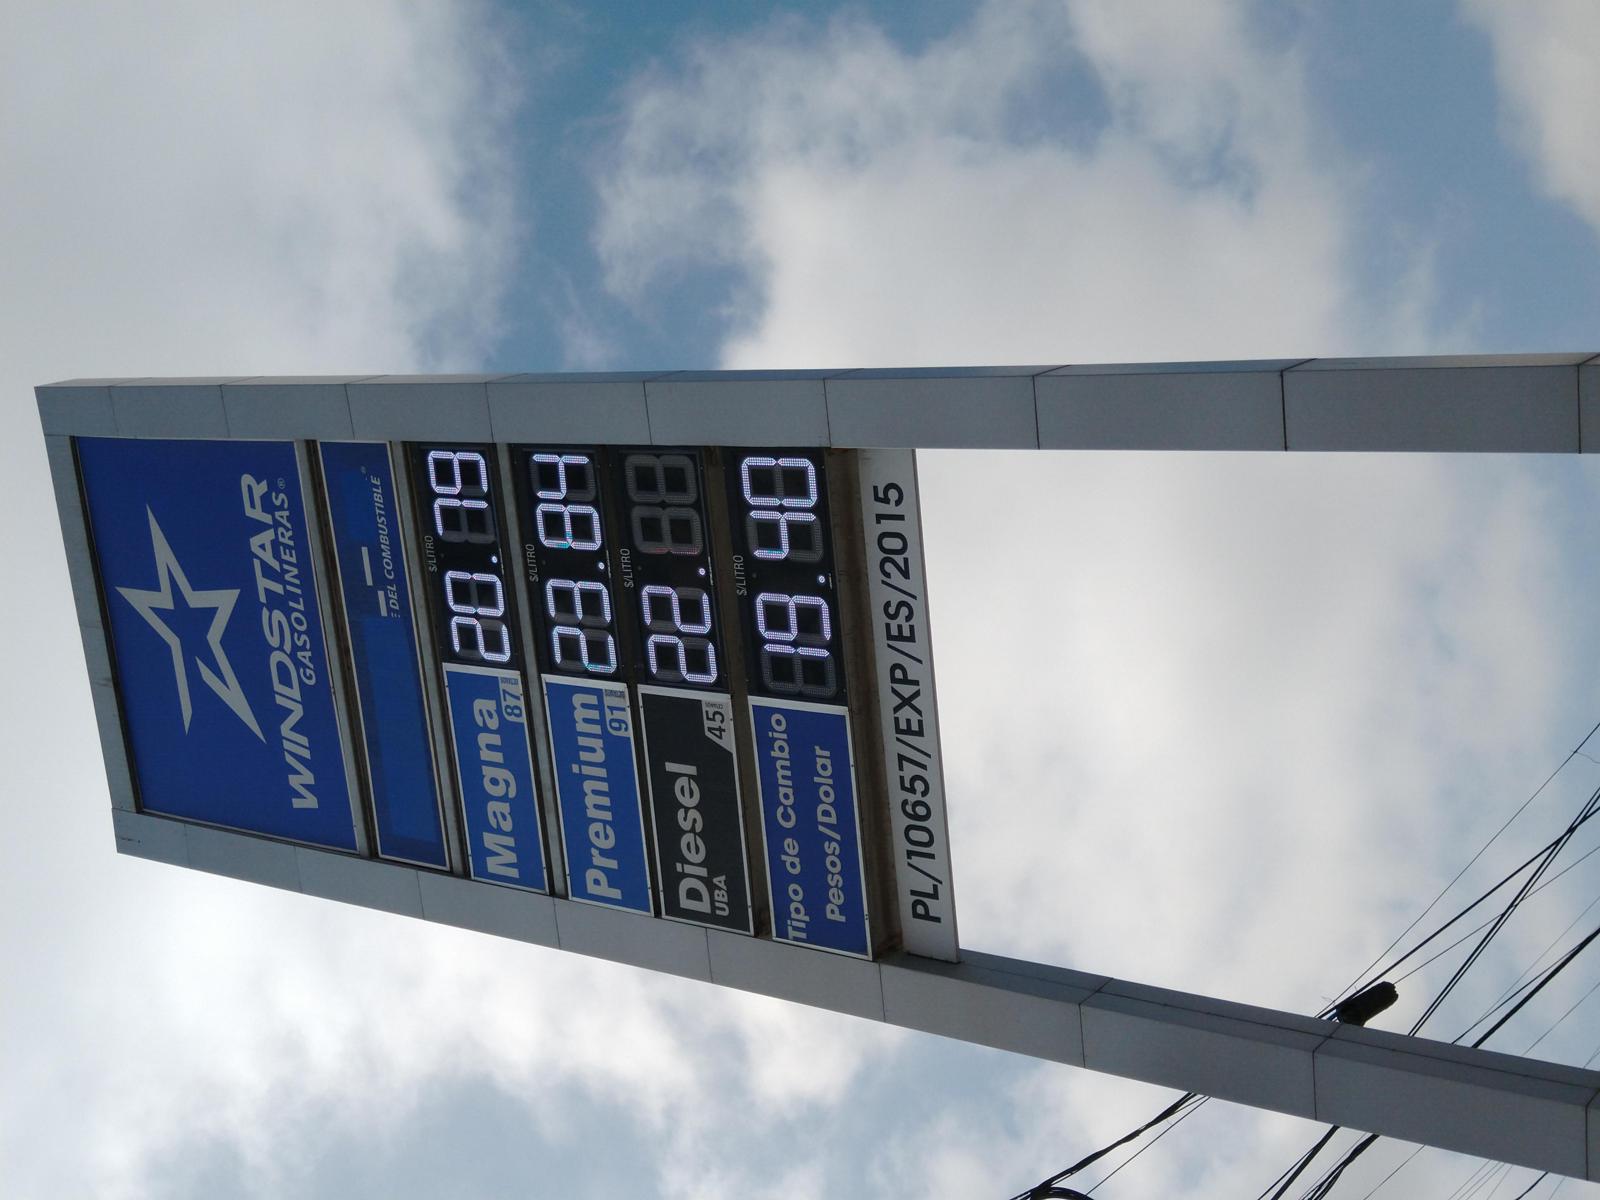 WINDSTAR
GASOLINERAS®
DEL COMBUSTIBLE
Magna 87
$/LITRO
20.79
Premium 91
$/LITRO
23.84
Diesel 45
UBA
$/LITRO
22.
Tipo de Cambio
Pesos/Dolar
$/LITRO
19.40
PL/10657/EXP/ES/2015